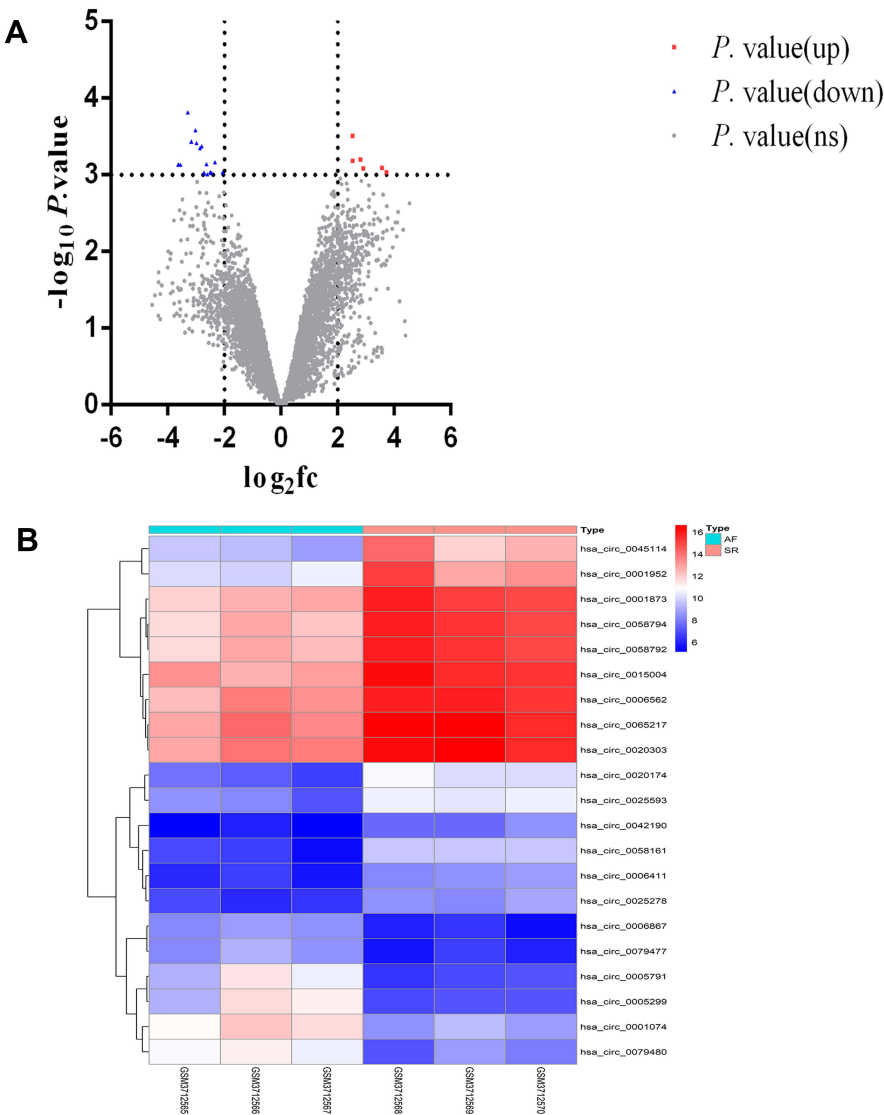 A
5
4
3
2
1
0
-log10 P.value
-6 -4 -2 0 2 4 6
log2fc
P. value(up)
P. value(down)
P. value(ns)
B
Type
16
14
12
10
8
6
Type
AF
SR
hsa_circ_0045114
hsa_circ_0001952
hsa_circ_0001873
hsa_circ_0058794
hsa_circ_0058792
hsa_circ_0015004
hsa_circ_0006562
hsa_circ_0065217
hsa_circ_0020303
hsa_circ_0020174
hsa_circ_0025593
hsa_circ_0042190
hsa_circ_0058161
hsa_circ_0006411
hsa_circ_0025278
hsa_circ_0006867
hsa_circ_0079477
hsa_circ_0005791
hsa_circ_0005299
hsa_circ_0001074
hsa_circ_0079480
GSM3712565
GSM3712566
GSM3712567
GSM3712568
GSM3712569
GSM3712570